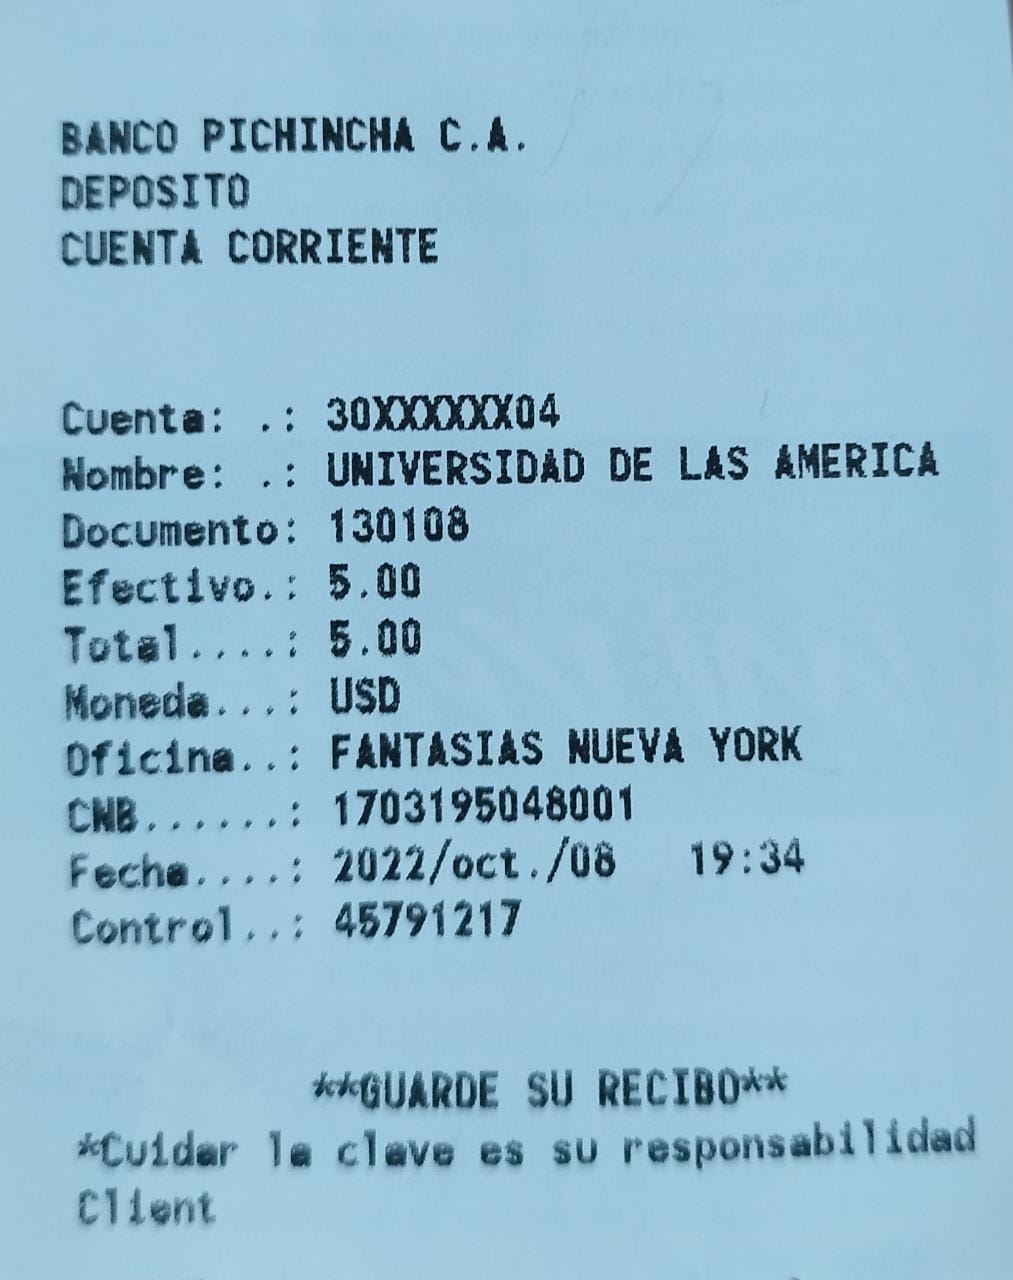 BANCO PICHINCHA C.A.
DEPOSITO
CUENTA CORRIENTE
Cuenta: .: 30XXXXXX04
Nombre: .: UNIVERSIDAD DE LAS AMERICA
Documento: 130108
Efectivo.: 5.00
Total....: 5.00
Moneda...: USD
Oficina..: FANTASIAS NUEVA YORK
CNB......: 1703195048001
Fecha....: 2022/oct./08 19:34
Control..: 45791217
**GUARDE SU RECIBO**
*Cuidar la clave es su responsabilidad
Client